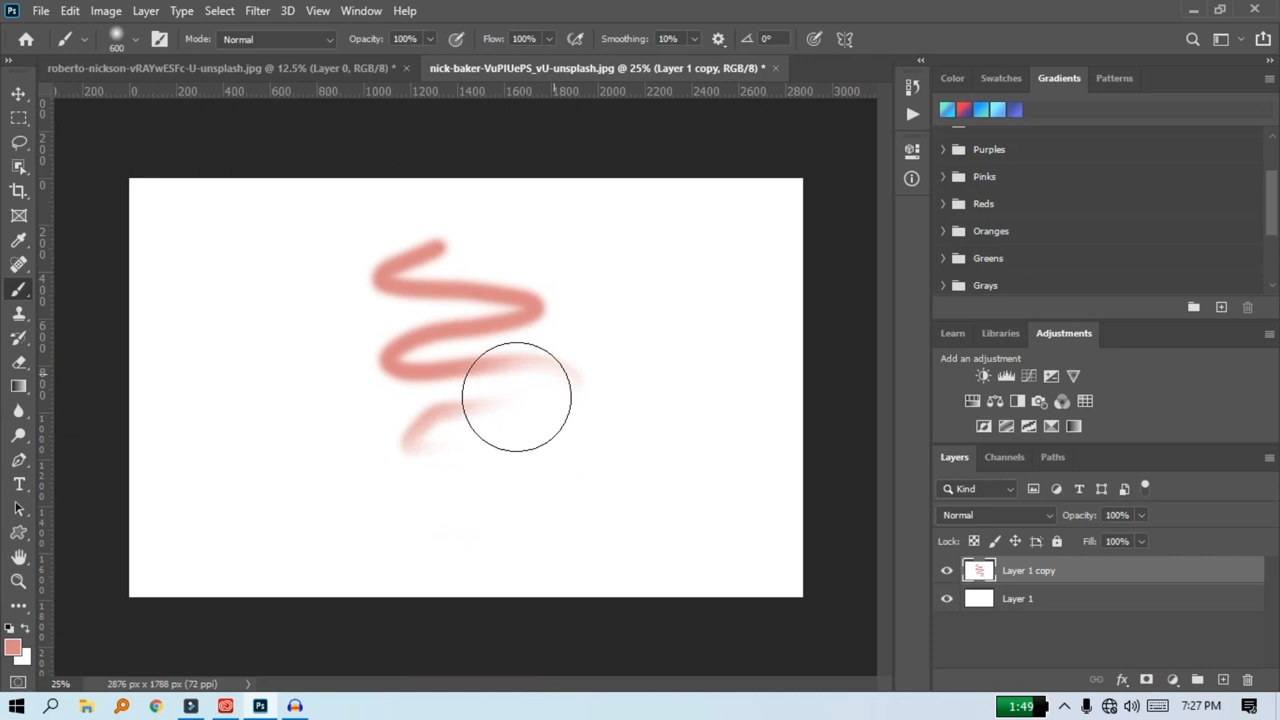 Ps File Edit Image Layer Type Select Filter 3D View Window Help
600 Mode: Normal Opacity: 100% Flow: 100% Smoothing: 10% 0°
roberto-nickson-vRAYwESFc-U-unsplash.jpg @ 12.5% (Layer 0, RGB/8) * × nick-baker-VuPlUePS_vU-unsplash.jpg @ 25% (Layer 1 copy, RGB/8) * ×
Color Swatches Gradients Patterns
200 0 200 400 600 800 1000 1200 1400 1600 1800 2000 2200 2400 2600 2800 3000
Purples
Pinks
Reds
Oranges
Greens
Grays
Learn Libraries Adjustments
Add an adjustment
Layers Channels Paths
Kind
Normal Opacity: 100%
Lock: Fill: 100%
Layer 1 copy
Layer 1
fx
25% 2876 px x 1788 px (72 ppi)
Ps 1:49 7:27 PM